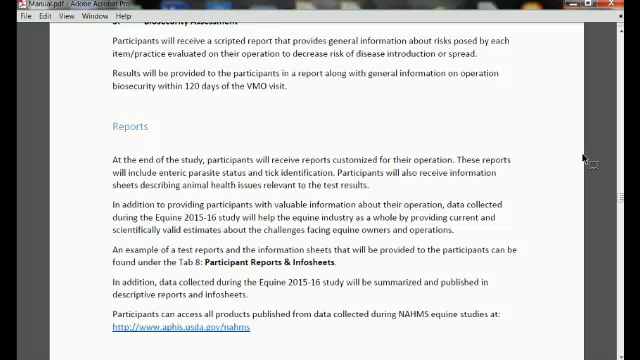 Manual.pdf - Adobe Acrobat Pro
File Edit View Window Help
Biosecurity Assessment
Participants will receive a scripted report that provides general information about risks posed by each
item/practice evaluated on their operation to decrease risk of disease introduction or spread.
Results will be provided to the participants in a report along with general information on operation
biosecurity within 120 days of the VMO visit.
Reports
At the end of the study, participants will receive reports customized for their operation. These reports
will include enteric parasite status and tick identification. Participants will also receive information
sheets describing animal health issues relevant to the test results.
In addition to providing participants with valuable information about their operation, data collected
during the Equine 2015-16 study will help the equine industry as a whole by providing current and
scientifically valid estimates about the challenges facing equine owners and operations.
An example of a test reports and the information sheets that will be provided to the participants can be
found under the Tab 8: Participant Reports & Infosheets.
In addition, data collected during the Equine 2015-16 study will be summarized and published in
descriptive reports and infosheets.
Participants can access all products published from data collected during NAHMS equine studies at:
http://www.aphis.usda.gov/nahms